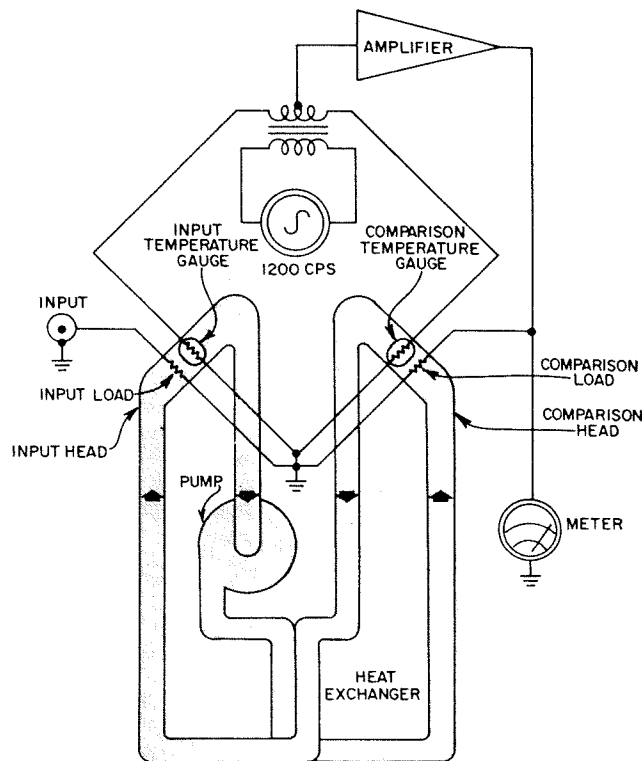 AMPLIFIER
INPUT
TEMPERATURE
GAUGE
1200 CPS
COMPARISON
TEMPERATURE
GAUGE
INPUT
INPUT LOAD
INPUT HEAD
COMPARISON
LOAD
COMPARISON
HEAD
PUMP
METER
HEAT
EXCHANGER